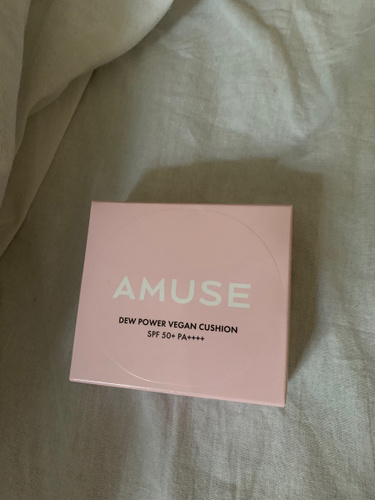 AMUSE
DEW POWER VEGAN CUSHION
SPF 50+ PA++++